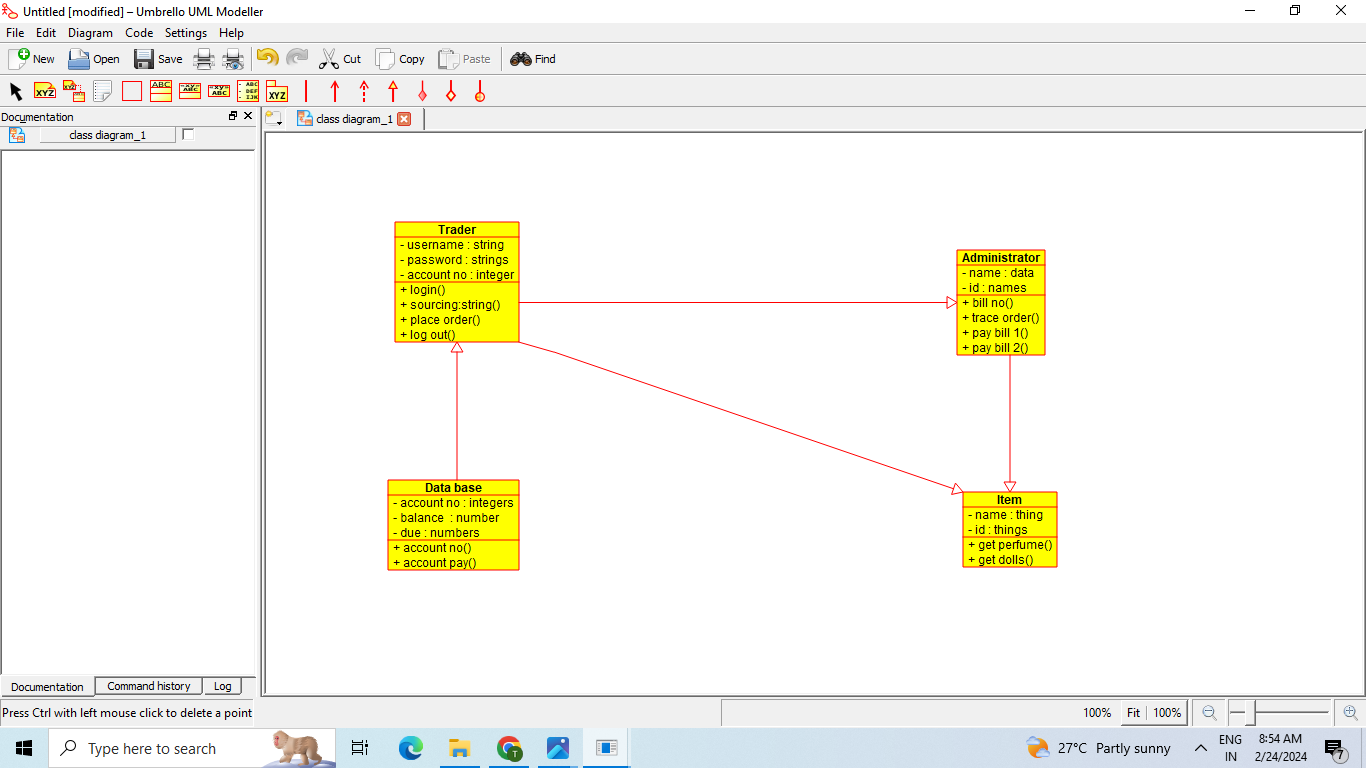 Untitled [modified] – Umbrello UML Modeller
File Edit Diagram Code Settings Help
New Open Save Cut Copy Paste Find
XYZ XYZ ABC -xy= ABC -xy= ABC - ABC - DEF - IJK XYZ
Documentation
class diagram_1
class diagram_1
Trader
- username : string
- password : strings
- account no : integer
+ login()
+ sourcing:string()
+ place order()
+ log out()
Administrator
- name : data
- id : names
+ bill no()
+ trace order()
+ pay bill 1()
+ pay bill 2()
Data base
- account no : integers
- balance : number
- due : numbers
+ account no()
+ account pay()
Item
- name : thing
- id : things
+ get perfume()
+ get dolls()
Documentation Command history Log
Press Ctrl with left mouse click to delete a point
100% Fit 100%
Type here to search
T
27°C Partly sunny
ENG
IN
8:54 AM
2/24/2024
7